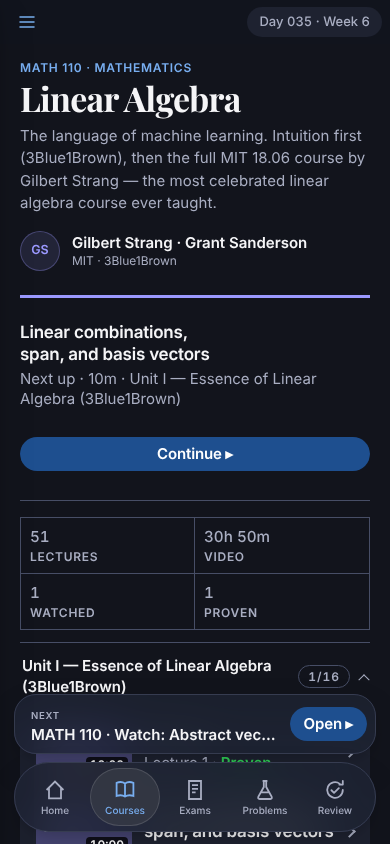 Day 035 · Week 6
MATH 110 · MATHEMATICS
Linear Algebra
The language of machine learning. Intuition first
(3Blue1Brown), then the full MIT 18.06 course by
Gilbert Strang — the most celebrated linear
algebra course ever taught.
GS
Gilbert Strang · Grant Sanderson
MIT · 3Blue1Brown
Linear combinations,
span, and basis vectors
Next up · 10m · Unit I — Essence of Linear
Algebra (3Blue1Brown)
Continue ▸
51
LECTURES
30h 50m
VIDEO
1
WATCHED
1
PROVEN
Unit I — Essence of Linear Algebra
(3Blue1Brown)
1/16
NEXT
MATH 110 · Watch: Abstract vec...
Open ▸
Lecture 1 · Proven
Home
Courses
Exams
Problems
Review
span, and basis vectors